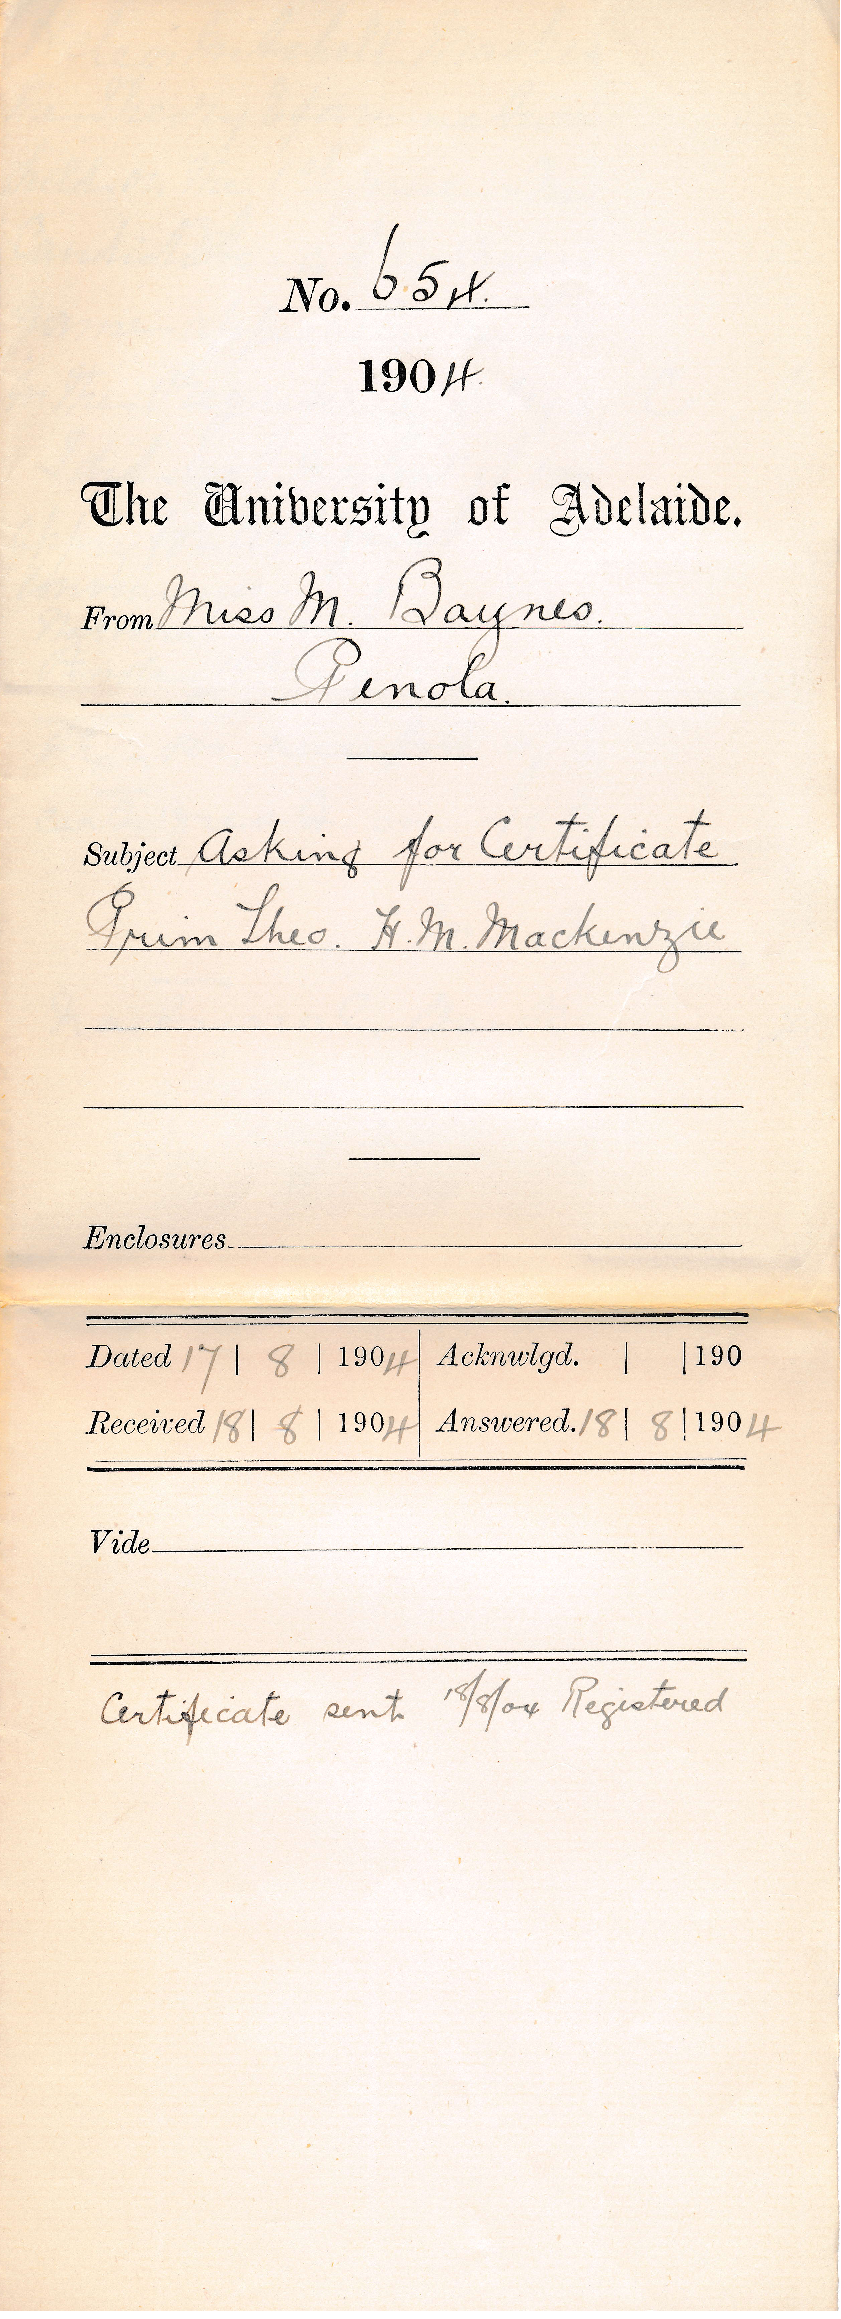 No. 654.
1904.
The University of Adelaide.
From Miss M. Baynes.
Penola.
Subject Asking for Certificate
Prim Theo. H. M. Mackenzie
Enclosures
Dated 17 | 8 | 1904 Acknwlgd. | | 190
Received 18 | 8 | 1904 Answered. 18 | 8 | 1904
Vide
Certificate sent 18/8/04 Registered